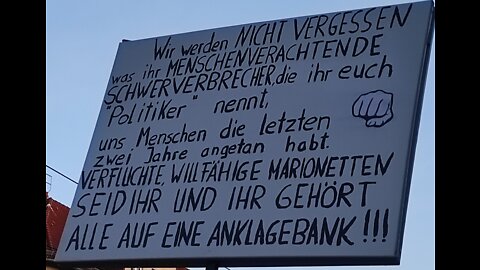 Wir werden NICHT VERGESSEN
was ihr MENSCHENVERACHTENDE
SCHWERVERBRECHER, die ihr euch
"Politiker" nennt,
uns Menschen die letzten
zwei Jahre angetan habt.
VERFLUCHTE, WILLFÄHIGE MARIONETTEN
SEID IHR UND IHR GEHÖRT
ALLE AUF EINE ANKLAGEBANK!!!